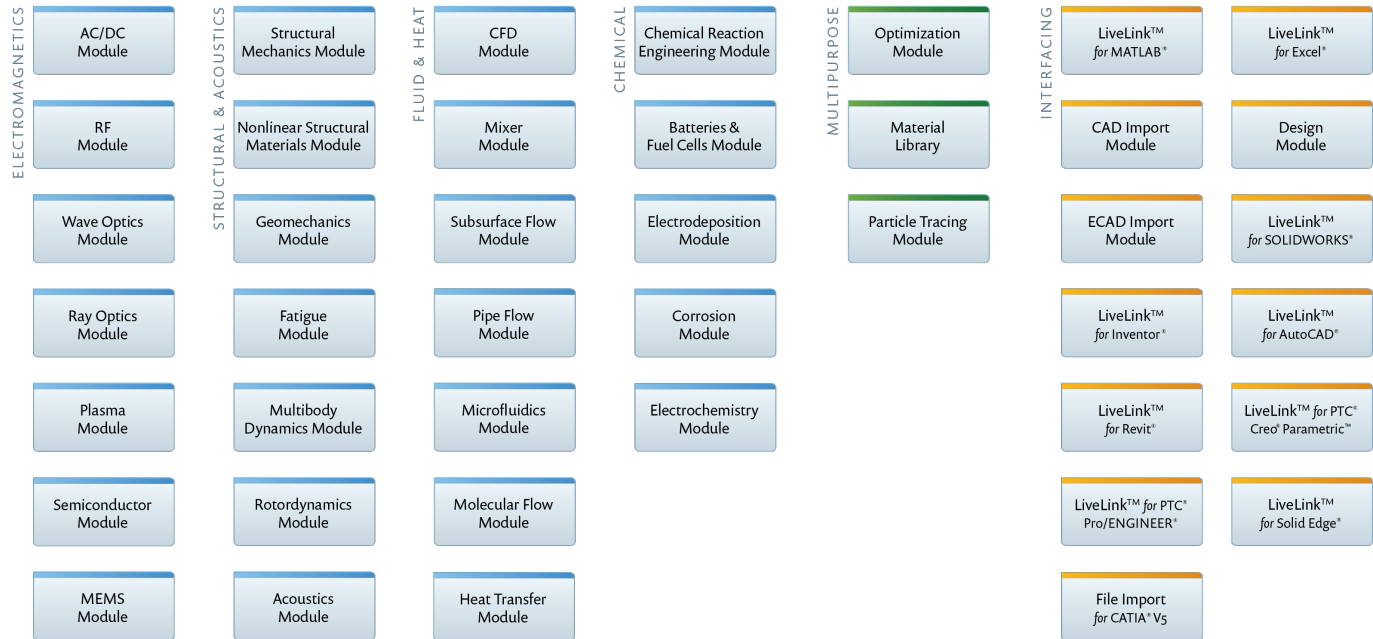 ELECTROMAGNETICS
AC/DC
Module
RF
Module
Wave Optics
Module
Ray Optics
Module
Plasma
Module
Semiconductor
Module
MEMS
Module
STRUCTURAL & ACOUSTICS
Structural
Mechanics Module
Nonlinear Structural
Materials Module
Geomechanics
Module
Fatigue
Module
Multibody
Dynamics Module
Rotordynamics
Module
Acoustics
Module
FLUID & HEAT
CFD
Module
Mixer
Module
Subsurface Flow
Module
Pipe Flow
Module
Microfluidics
Module
Molecular Flow
Module
Heat Transfer
Module
CHEMICAL
Chemical Reaction
Engineering Module
Batteries &
Fuel Cells Module
Electrodeposition
Module
Corrosion
Module
Electrochemistry
Module
MULTIPURPOSE
Optimization
Module
Material
Library
Particle Tracing
Module
INTERFACING
LiveLink™
for MATLAB®
CAD Import
Module
ECAD Import
Module
LiveLink™
for Inventor®
LiveLink™
for Revit®
LiveLink™ for PTC®
Pro/ENGINEER®
File Import
for CATIA® V5
LiveLink™
for Excel®
Design
Module
LiveLink™
for SOLIDWORKS®
LiveLink™
for AutoCAD®
LiveLink™ for PTC®
Creo® Parametric™
LiveLink™
for Solid Edge®